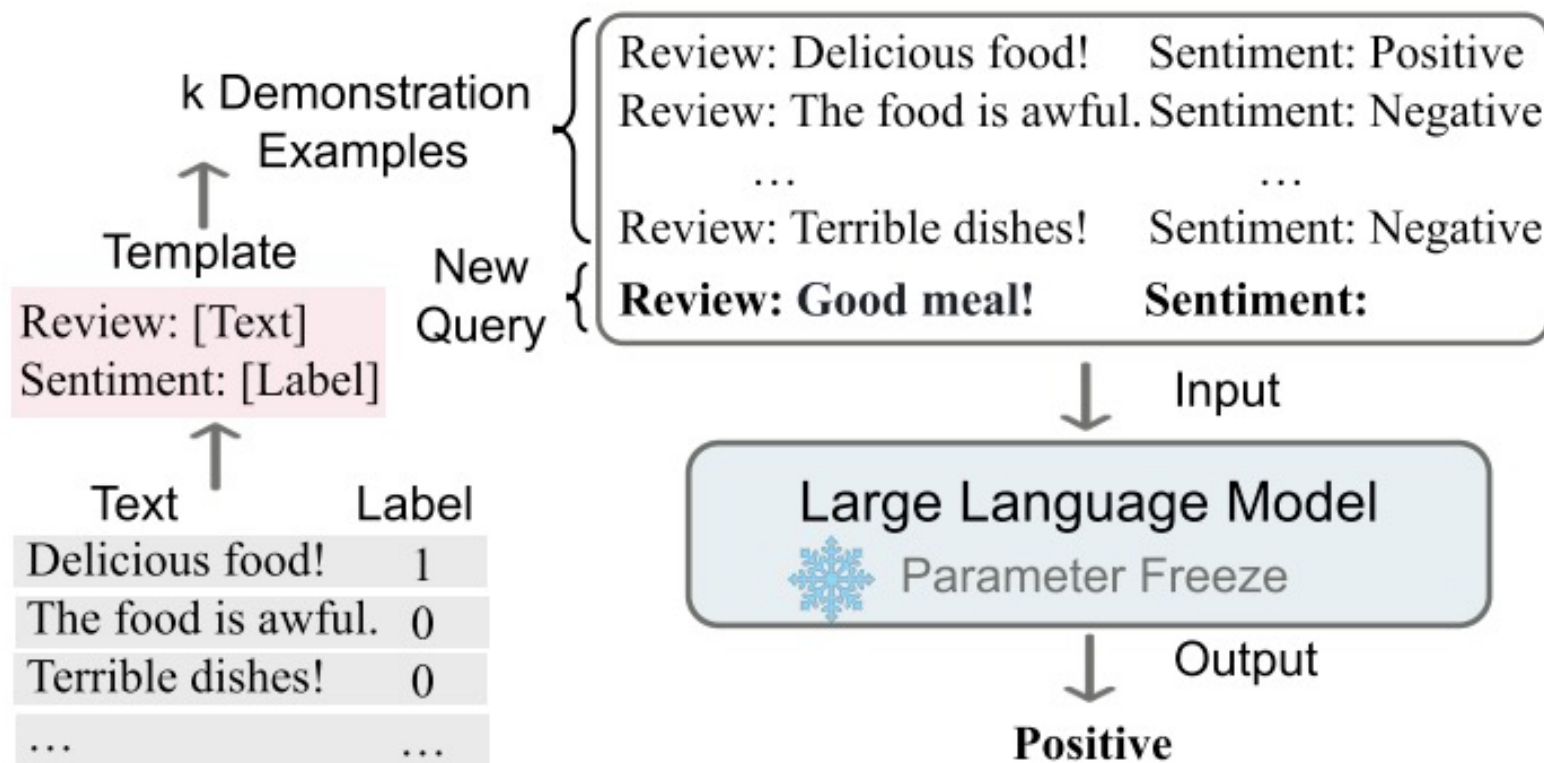 k Demonstration
Examples
Review: Delicious food! Sentiment: Positive
Review: The food is awful. Sentiment: Negative
… …
Review: Terrible dishes! Sentiment: Negative
New
Query
Review: Good meal! Sentiment:
Template
Review: [Text]
Sentiment: [Label]
Text Label
Delicious food! 1
The food is awful. 0
Terrible dishes! 0
… …
Input
Large Language Model
Parameter Freeze
Output
Positive